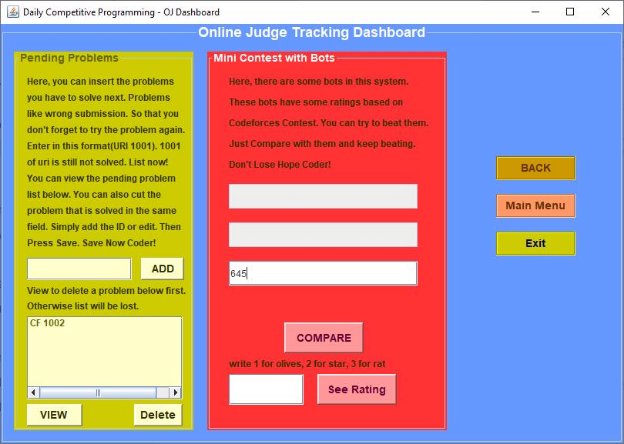 Daily Competitive Programming - OJ Dashboard
Online Judge Tracking Dashboard
Pending Problems
Here, you can insert the problems
you have to solve next. Problems
like wrong submission. So that you
don't forget to try the problem again.
Enter in this format(URI 1001). 1001
of uri is still not solved. List now!
You can view the pending problem
list below. You can also cut the
problem that is solved in the same
field. Simply add the ID or edit. Then
Press Save. Save Now Coder!
ADD
View to delete a problem below first.
Otherwise list will be lost.
CF 1002
VIEW
Delete
Mini Contest with Bots
Here, there are some bots in this system.
These bots have some ratings based on
Codeforces Contest. You can try to beat them.
Just Compare with them and keep beating.
Don't Lose Hope Coder!
645
COMPARE
write 1 for olives, 2 for star, 3 for rat
See Rating
BACK
Main Menu
Exit